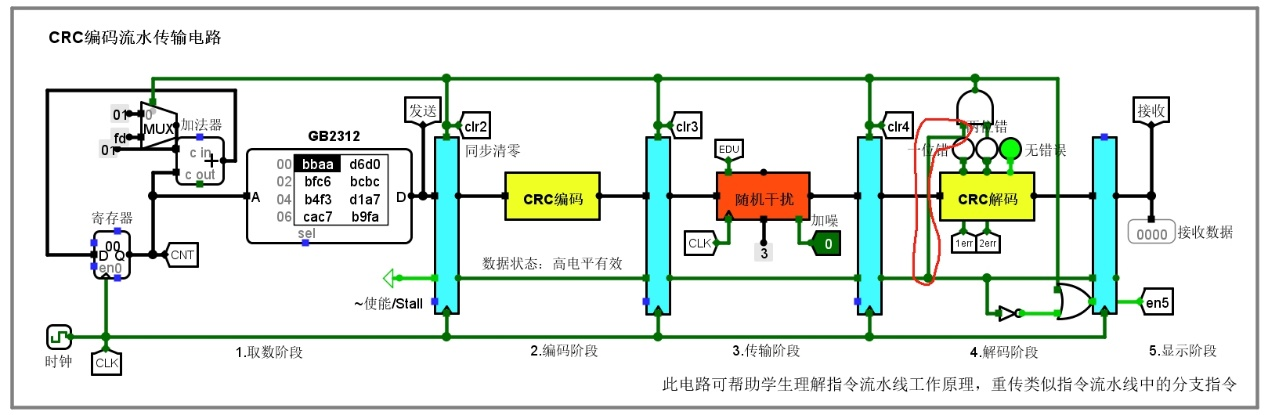 CRC编码流水传输电路
01
0
MUX
fd
01
加法器
c in
+
c out
GB2312
00 bbaa d6d0
02 bfc6 bcbc
04 b4f3 d1a7
06 cac7 b9fa
A
D
sel
发送
clr2
同步清零
CRC编码
clr3
EDU
随机干扰
CLK
3
加噪
0
clr4
两位错
一位错
无错误
CRC解码
1err
2err
接收
0000
接收数据
寄存器
00
D Q
en0
CNT
数据状态：高电平有效
~使能/Stall
en5
时钟
CLK
1.取数阶段
2.编码阶段
3.传输阶段
4.解码阶段
5.显示阶段
此电路可帮助学生理解指令流水线工作原理，重传类似指令流水线中的分支指令